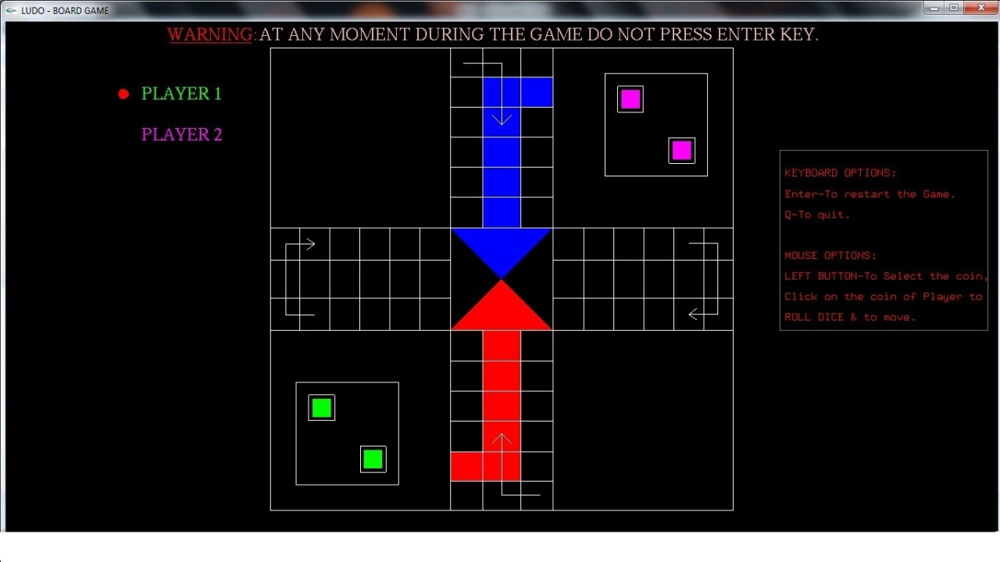 LUDO - BOARD GAME
WARNING: AT ANY MOMENT DURING THE GAME DO NOT PRESS ENTER KEY.
PLAYER 1
PLAYER 2
KEYBOARD OPTIONS:
Enter-To restart the Game.
Q-To quit.
MOUSE OPTIONS:
LEFT BUTTON-To Select the coin,
Click on the coin of Player to
ROLL DICE & to move.